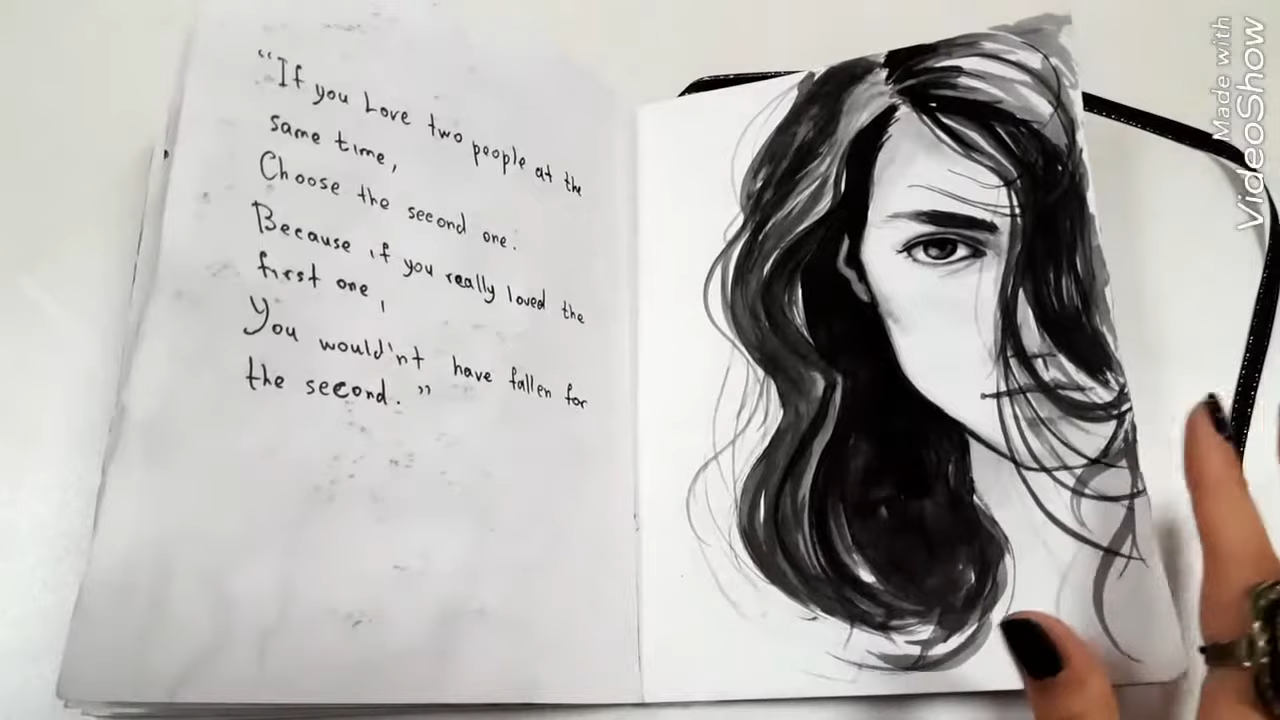 “If you Love two people at the
same time,
Choose the second one.
Because if you really loved the
first one,
You would'nt have fallen for
the second.”
Made with
VideoShow